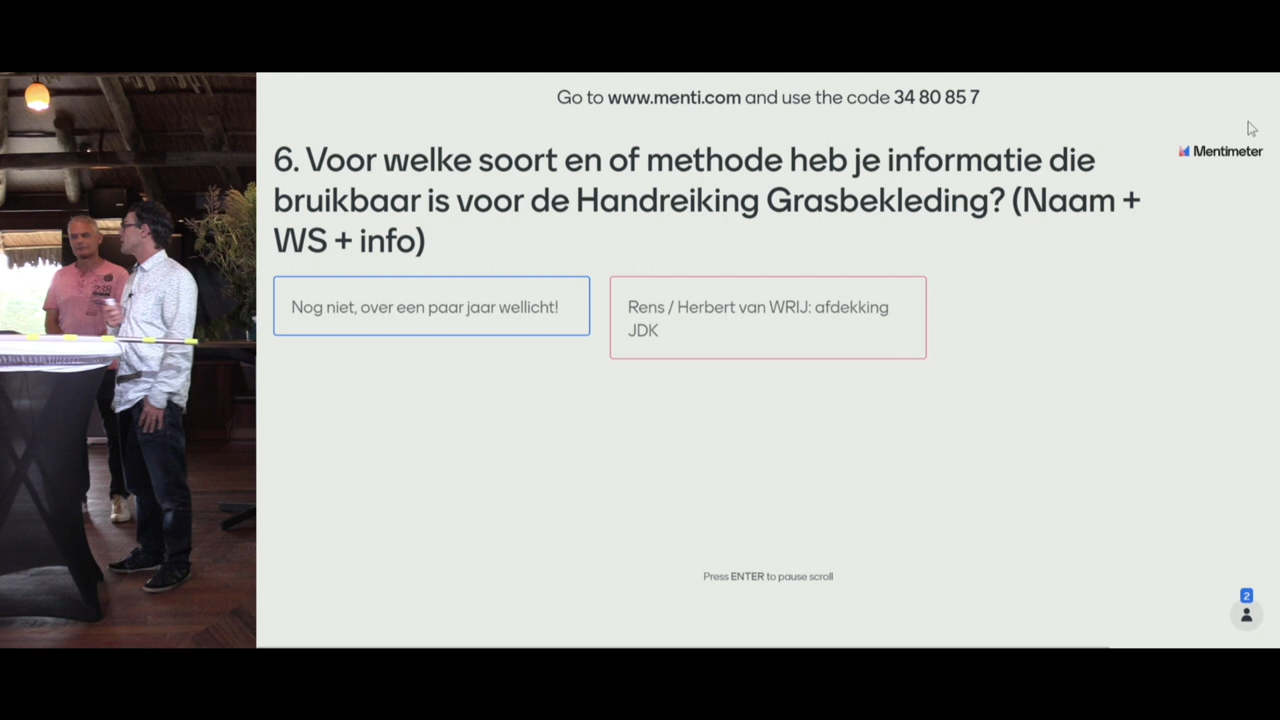 Go to www.menti.com and use the code 34 80 85 7
Mentimeter
6. Voor welke soort en of methode heb je informatie die
bruikbaar is voor de Handreiking Grasbekleding? (Naam +
WS + info)
Nog niet, over een paar jaar wellicht!
Rens / Herbert van WRIJ: afdekking
JDK
Press ENTER to pause scroll
2